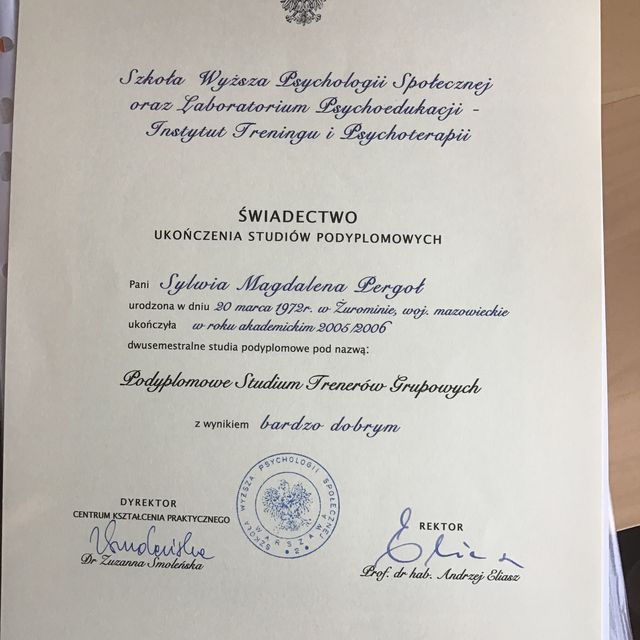 Szkoła Wyższa Psychologii Społecznej
oraz Laboratorium Psychoedukacji -
Instytut Treningu i Psychoterapii
ŚWIADECTWO
UKOŃCZENIA STUDIÓW PODYPLOMOWYCH
Pani Sylwia Magdalena Pergoł
urodzona w dniu 20 marca 1972r. w Żurominie, woj. mazowieckie
ukończyła w roku akademickim 2005/2006
dwusemestralne studia podyplomowe pod nazwą:
Podyplomowe Studium Trenerów Grupowych
z wynikiem bardzo dobrym
SZKOŁA WYŻSZA PSYCHOLOGII SPOŁECZNEJ
WARSZAWA
2
DYREKTOR
CENTRUM KSZTAŁCENIA PRAKTYCZNEGO
Smoleńska
Dr Zuzanna Smoleńska
REKTOR
Elias
Prof. dr hab. Andrzej Eliasz